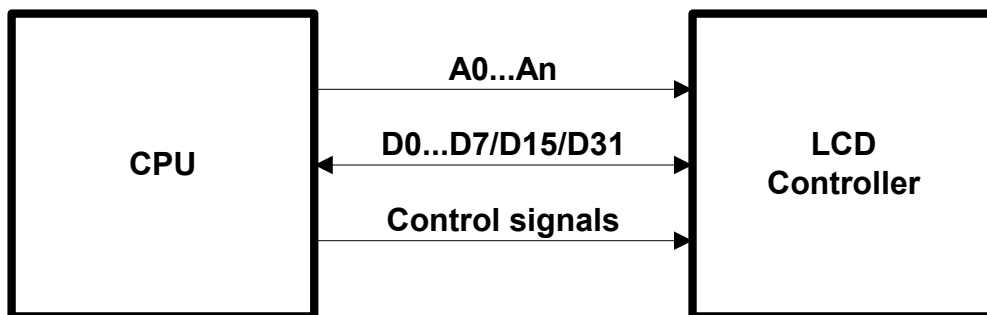 CPU
A0...An
D0...D7/D15/D31
Control signals
LCD
Controller